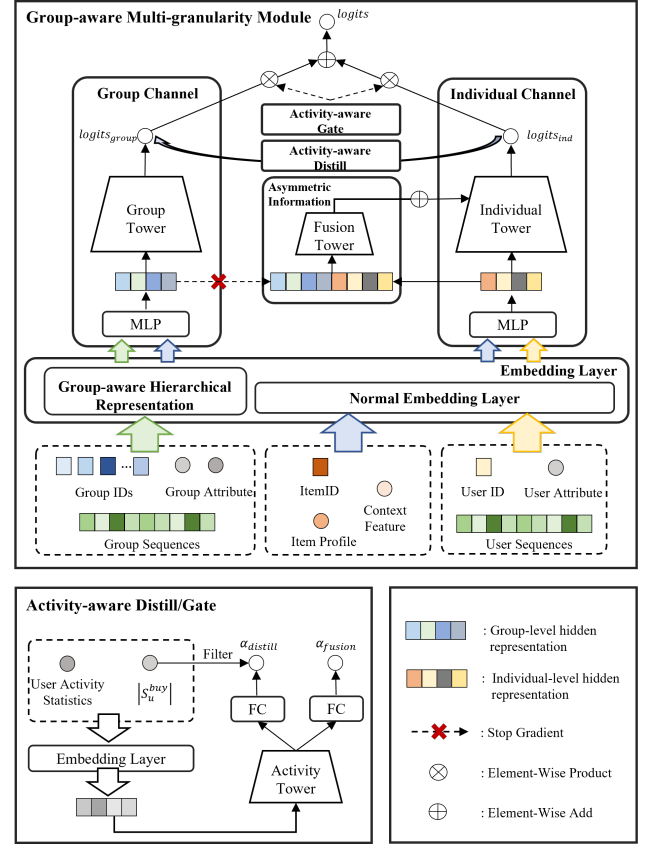 Group-aware Multi-granularity Module
logits
Group Channel
Individual Channel
Activity-aware
Gate
logits_group
logits_ind
Activity-aware
Distill
Asymmetric
Information
Group
Tower
Fusion
Tower
Individual
Tower
MLP
MLP
Embedding Layer
Group-aware Hierarchical
Representation
Normal Embedding Layer
...
Group IDs
Group Attribute
Group Sequences
ItemID
Context
Feature
Item Profile
User ID
User Attribute
User Sequences
Activity-aware Distill/Gate
User Activity
Statistics
|S_u^{buy}|
Filter
α_distill
α_fusion
FC
FC
Embedding Layer
Activity
Tower
: Group-level hidden
representation
: Individual-level hidden
representation
: Stop Gradient
: Element-Wise Product
: Element-Wise Add